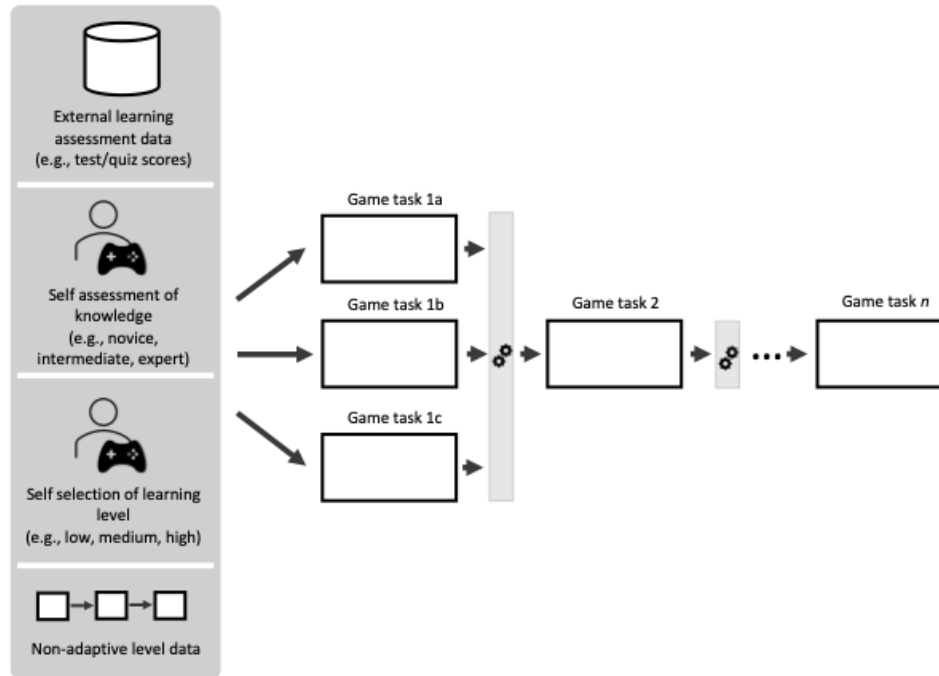 External learning
assessment data
(e.g., test/quiz scores)
Self assessment of
knowledge
(e.g., novice,
intermediate, expert)
Self selection of learning
level
(e.g., low, medium, high)
Non-adaptive level data
Game task 1a
Game task 1b
Game task 1c
Game task 2
...
Game task n